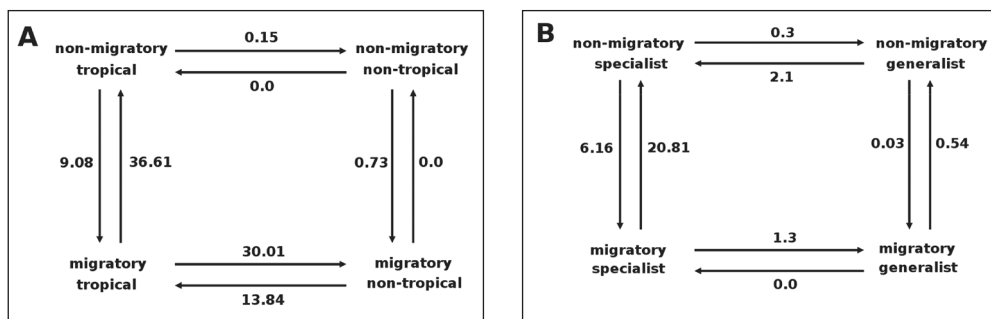 A
non-migratory
tropical
0.15
0.0
non-migratory
non-tropical
9.08
36.61
0.73
0.0
migratory
tropical
30.01
13.84
migratory
non-tropical
B
non-migratory
specialist
0.3
2.1
non-migratory
generalist
6.16
20.81
0.03
0.54
migratory
specialist
1.3
0.0
migratory
generalist